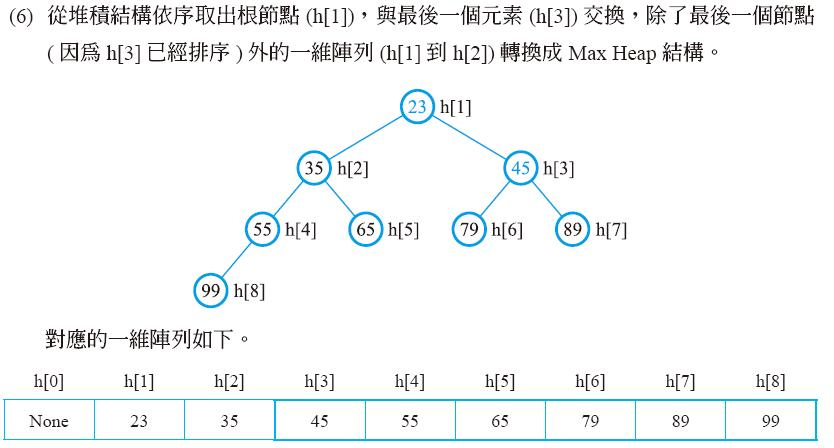 (6) 從堆積結構依序取出根節點 (h[1])，與最後一個元素 (h[3]) 交換，除了最後一個節點
( 因為 h[3] 已經排序 ) 外的一維陣列 (h[1] 到 h[2]) 轉換成 Max Heap 結構。
23 h[1]
35 h[2] 45 h[3]
55 h[4] 65 h[5] 79 h[6] 89 h[7]
99 h[8]
對應的一維陣列如下。
h[0] h[1] h[2] h[3] h[4] h[5] h[6] h[7] h[8]
None 23 35 45 55 65 79 89 99